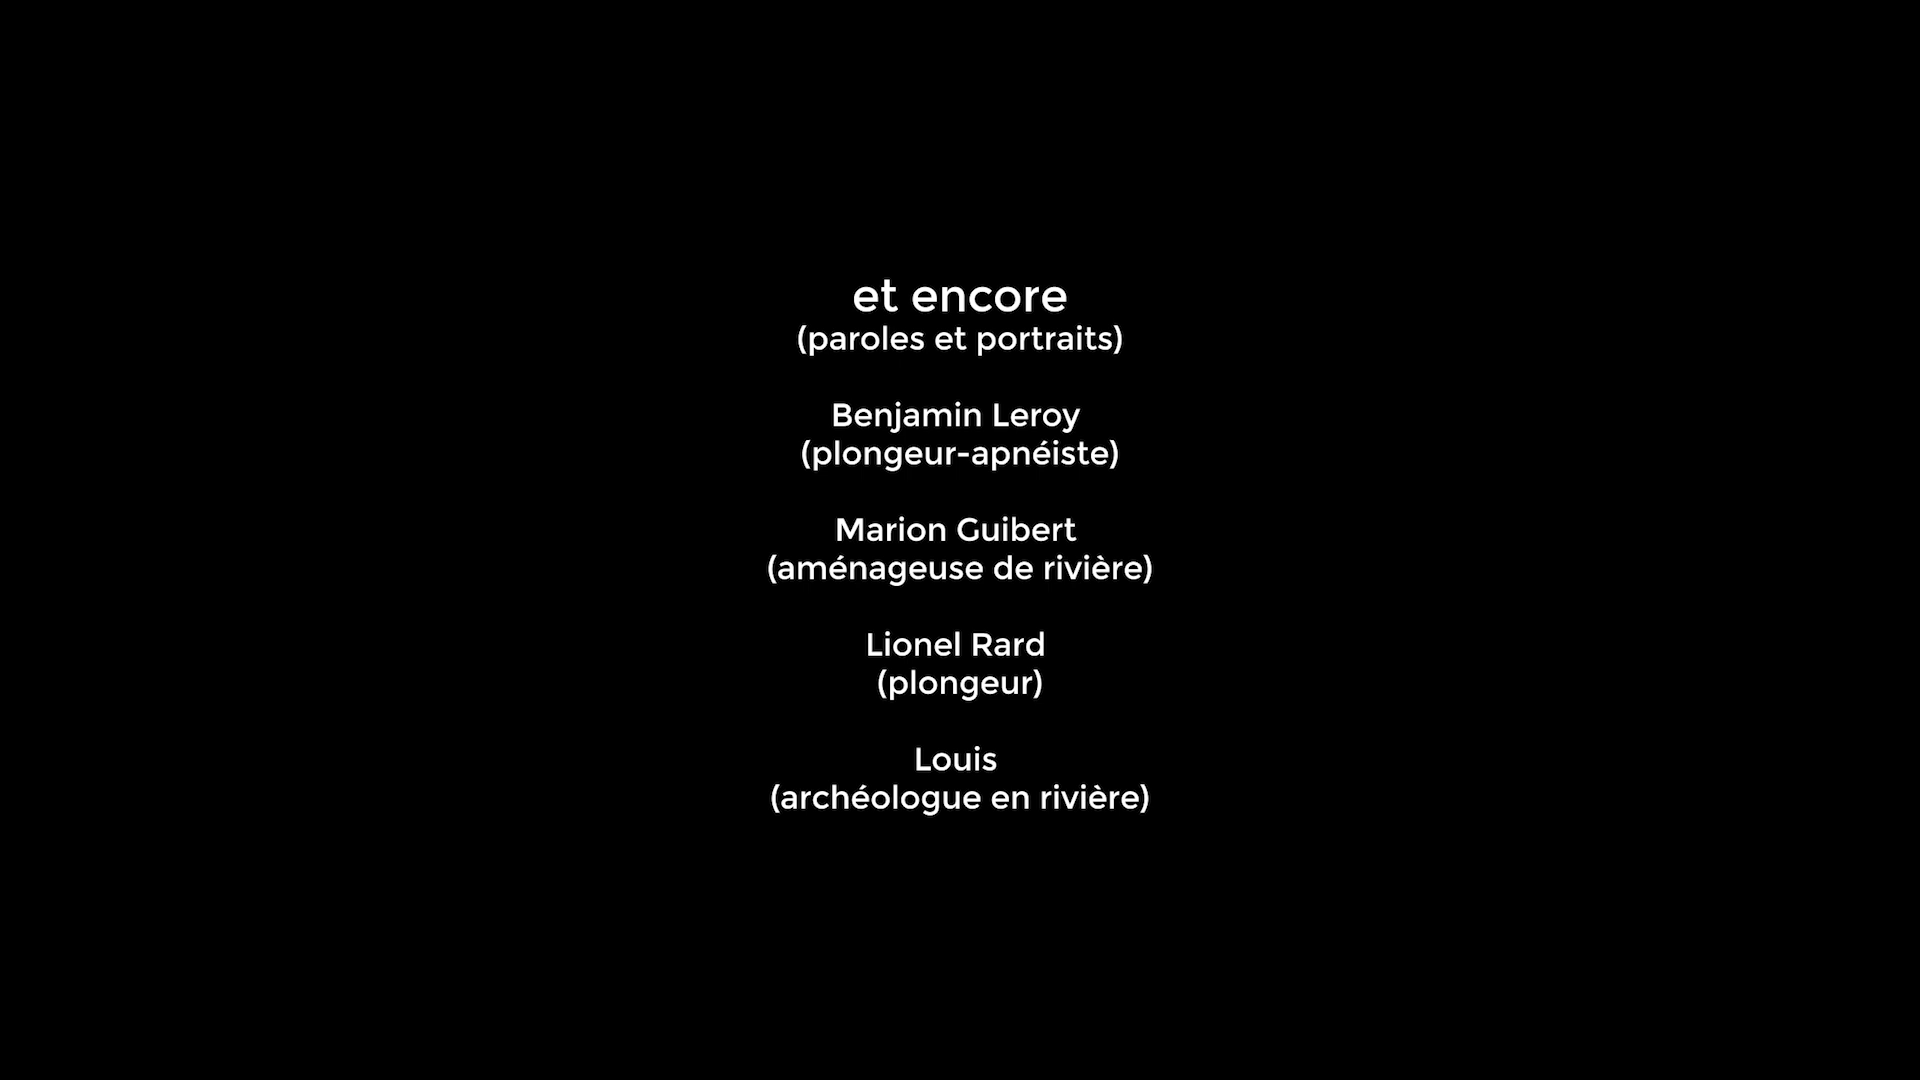 et encore
(paroles et portraits)
Benjamin Leroy
(plongeur-apnéiste)
Marion Guibert
(aménageuse de rivière)
Lionel Rard
(plongeur)
Louis
(archéologue en rivière)